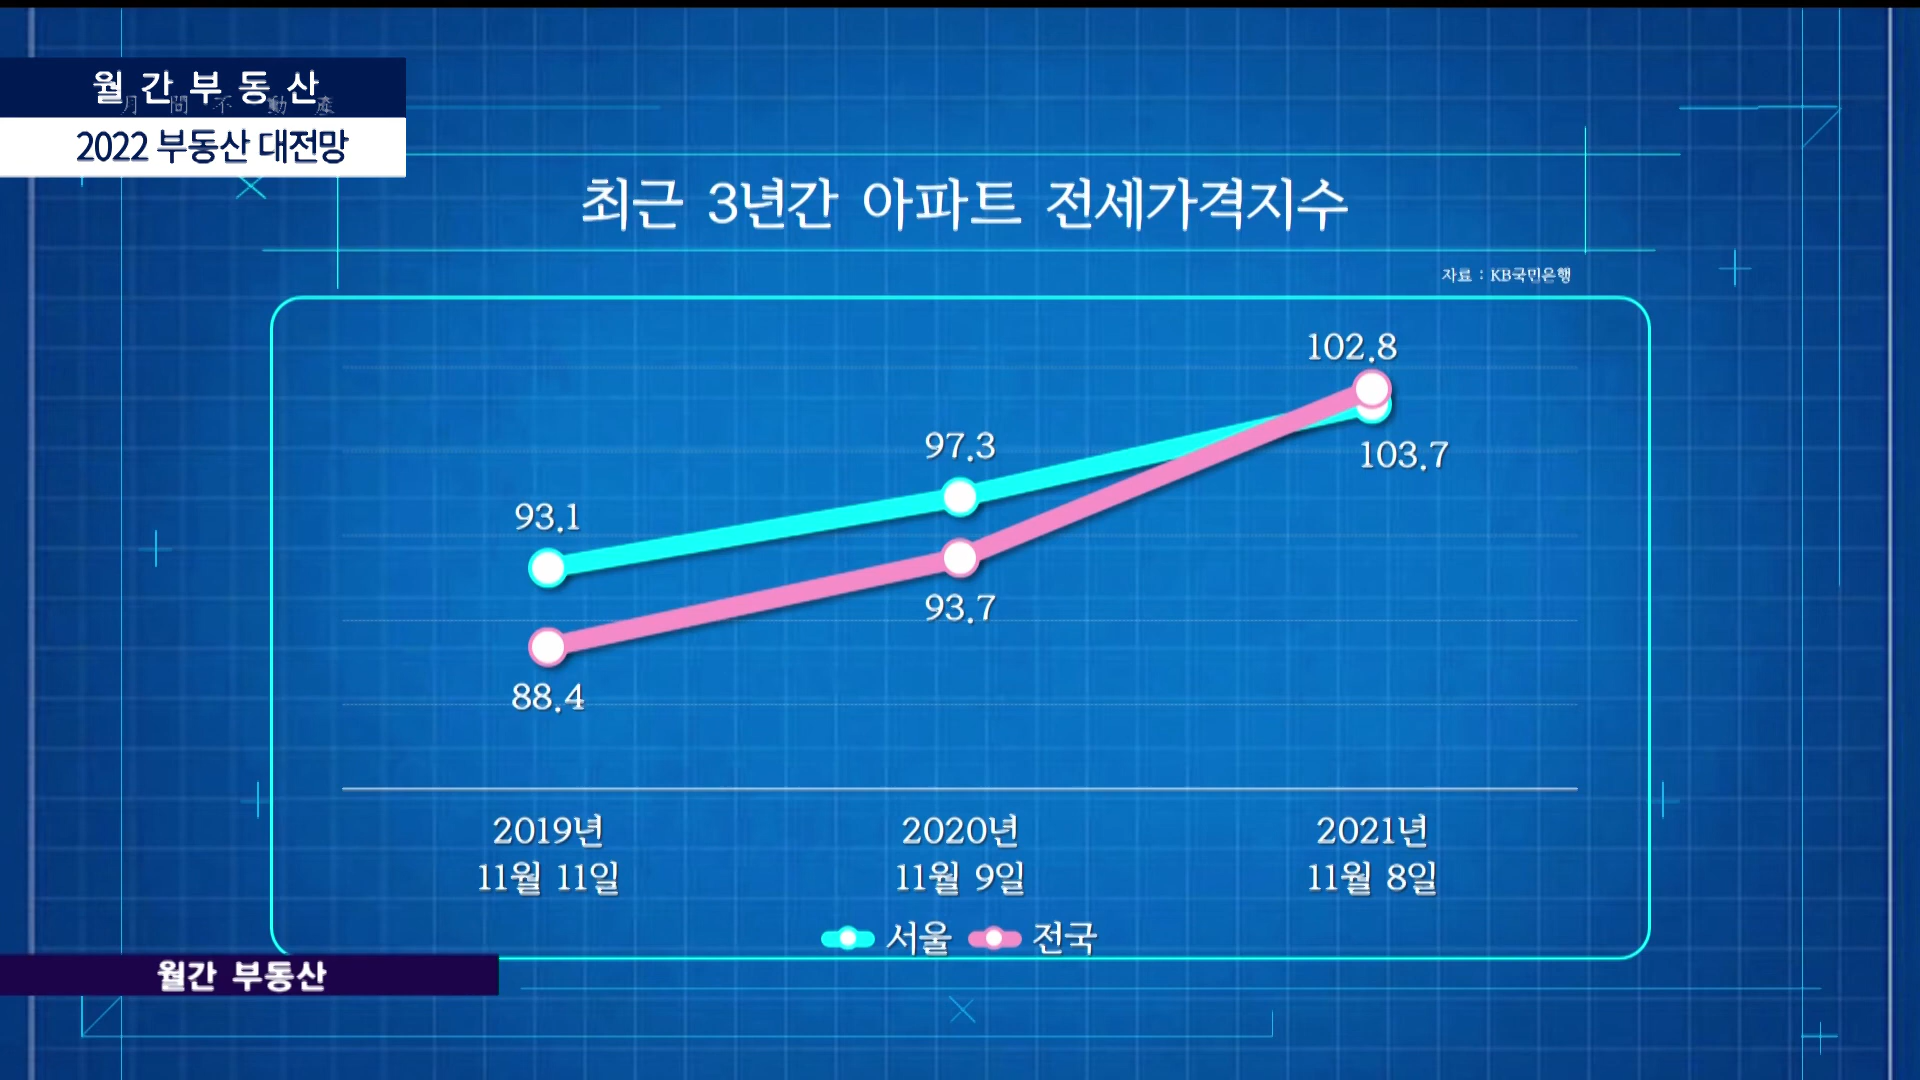 월간부동산
月間不動産
2022 부동산 대전망
최근 3년간 아파트 전세가격지수
자료 : KB국민은행
102.8
97.3
103.7
93.1
93.7
88.4
2019년 2020년 2021년
11월 11일 11월 9일 11월 8일
서울 전국
월간 부동산